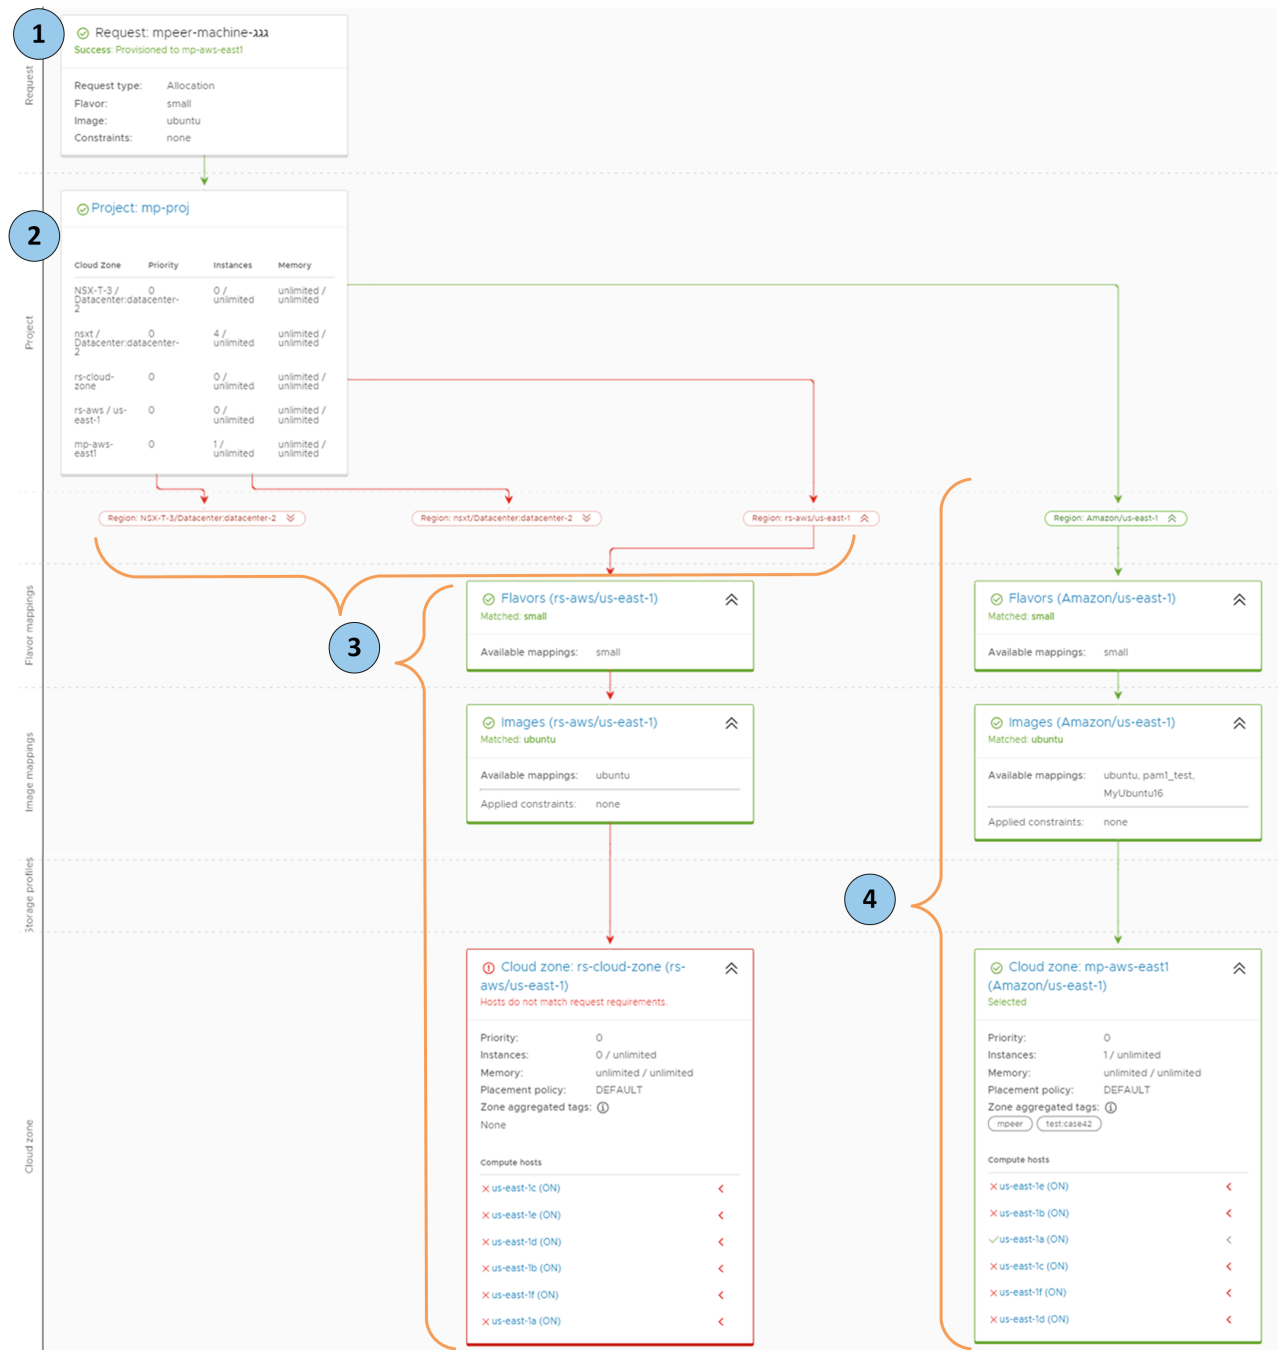 1
Request: mpeer-machine-גגג
Success: Provisioned to mp-aws-east1
Request type: Allocation
Flavor: small
Image: ubuntu
Constraints: none
Request
2
Project: mp-proj
Cloud Zone Priority Instances Memory
NSX-T-3 / Datacenter:datacenter-2 0 0 / unlimited unlimited / unlimited
nsxt / Datacenter:datacenter-2 0 4 / unlimited unlimited / unlimited
rs-cloud-zone 0 0 / unlimited unlimited / unlimited
rs-aws / us-east-1 0 0 / unlimited unlimited / unlimited
mp-aws-east1 0 1 / unlimited unlimited / unlimited
Project
Region: NSX-T-3/Datacenter:datacenter-2
Region: nsxt/Datacenter:datacenter-2
Region: rs-aws/us-east-1
Region: Amazon/us-east-1
3
Flavor mappings
Flavors (rs-aws/us-east-1)
Matched: small
Available mappings: small
Flavors (Amazon/us-east-1)
Matched: small
Available mappings: small
Image mappings
Images (rs-aws/us-east-1)
Matched: ubuntu
Available mappings: ubuntu
Applied constraints: none
Images (Amazon/us-east-1)
Matched: ubuntu
Available mappings: ubuntu, pam1_test,
MyUbuntu16
Applied constraints: none
Storage profiles
4
Cloud zone
Cloud zone: rs-cloud-zone (rs-
aws/us-east-1)
Hosts do not match request requirements.
Priority: 0
Instances: 0 / unlimited
Memory: unlimited / unlimited
Placement policy: DEFAULT
Zone aggregated tags:
None
Compute hosts
us-east-1c (ON)
us-east-1e (ON)
us-east-1d (ON)
us-east-1b (ON)
us-east-1f (ON)
us-east-1a (ON)
Cloud zone: mp-aws-east1
(Amazon/us-east-1)
Selected
Priority: 0
Instances: 1 / unlimited
Memory: unlimited / unlimited
Placement policy: DEFAULT
Zone aggregated tags:
mpeer test:case42
Compute hosts
us-east-1e (ON)
us-east-1b (ON)
us-east-1a (ON)
us-east-1c (ON)
us-east-1f (ON)
us-east-1d (ON)